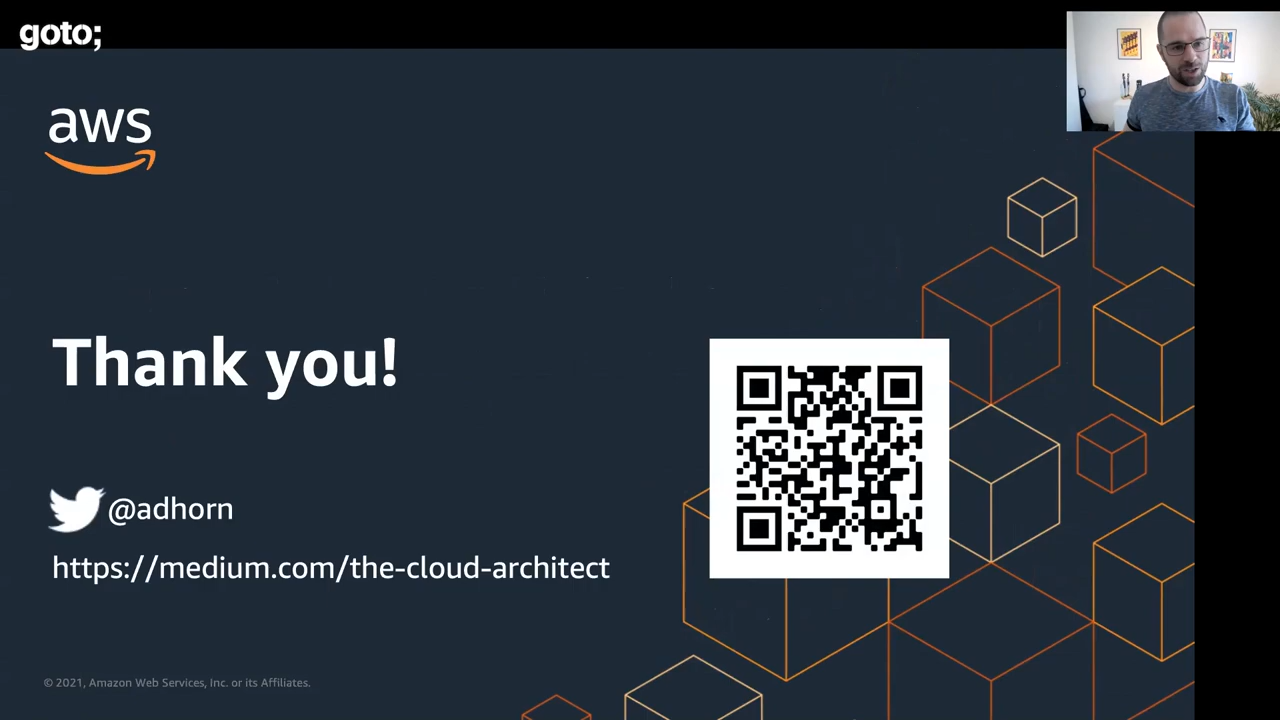 goto;
aws
Thank you!
@adhorn
https://medium.com/the-cloud-architect
© 2021, Amazon Web Services, Inc. or its Affiliates.